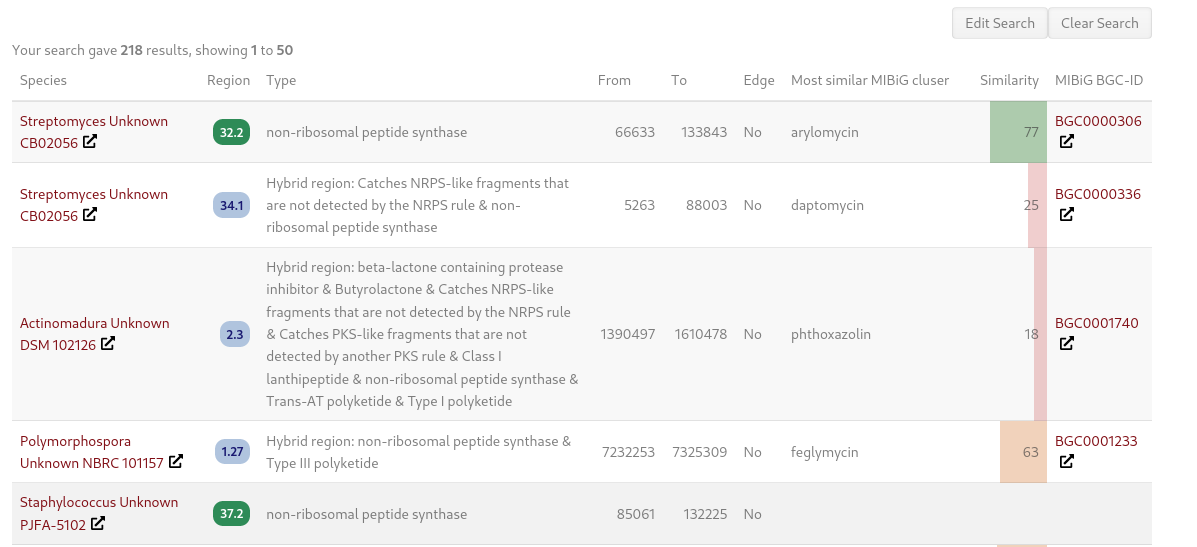 Edit Search Clear Search
Your search gave 218 results, showing 1 to 50
Species Region Type From To Edge Most similar MIBiG cluser Similarity MIBiG BGC-ID
Streptomyces Unknown
CB02056
32.2
non-ribosomal peptide synthase
66633 133843 No arylomycin 77
BGC0000306
Streptomyces Unknown
CB02056
34.1
Hybrid region: Catches NRPS-like fragments that
are not detected by the NRPS rule & non-
ribosomal peptide synthase
5263 88003 No daptomycin 25
BGC0000336
Actinomadura Unknown
DSM 102126
2.3
Hybrid region: beta-lactone containing protease
inhibitor & Butyrolactone & Catches NRPS-like
fragments that are not detected by the NRPS rule
& Catches PKS-like fragments that are not
detected by another PKS rule & Class I
lanthipeptide & non-ribosomal peptide synthase &
Trans-AT polyketide & Type I polyketide
1390497 1610478 No phthoxazolin 18
BGC0001740
Polymorphospora
Unknown NBRC 101157
1.27
Hybrid region: non-ribosomal peptide synthase &
Type III polyketide
7232253 7325309 No feglymycin 63
BGC0001233
Staphylococcus Unknown
PJFA-5102
37.2
non-ribosomal peptide synthase
85061 132225 No